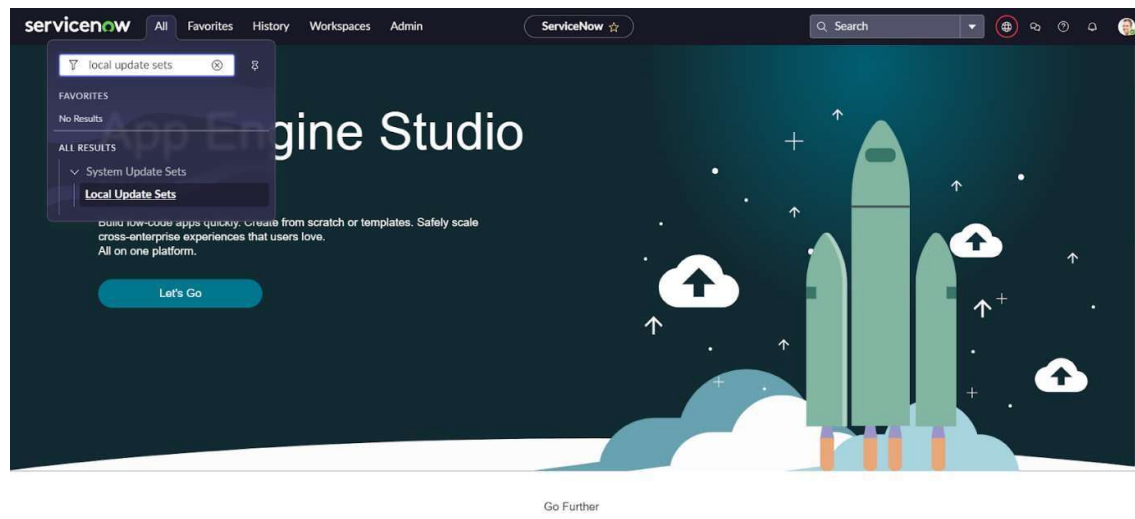 servicenow All Favorites History Workspaces Admin ServiceNow Search
local update sets
FAVORITES
No Results
App Engine Studio
ALL RESULTS
System Update Sets
Local Update Sets
Build low-code apps quickly. Create from scratch or templates. Safely scale
cross-enterprise experiences that users love.
All on one platform.
Let's Go
Go Further